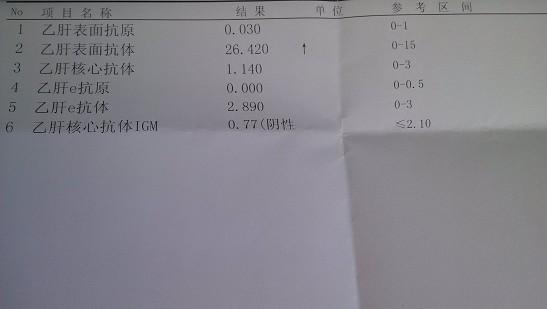 No 项目名称 结果 单位 参考区间
1 乙肝表面抗原 0.030 0-1
2 乙肝表面抗体 26.420 ↑ 0-15
3 乙肝核心抗体 1.140 0-3
4 乙肝e抗原 0.000 0-0.5
5 乙肝e抗体 2.890 0-3
6 乙肝核心抗体IGM 0.77(阴性 ≤2.10